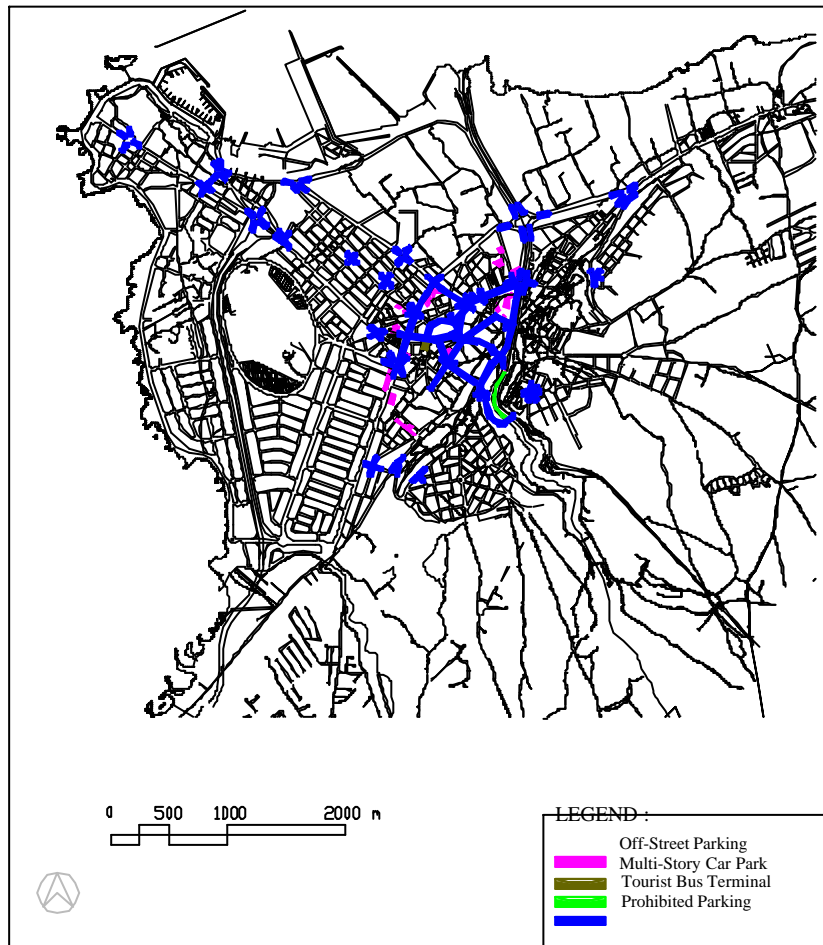 0 500 1000 2000 m
LEGEND :
Off-Street Parking
Multi-Story Car Park
Tourist Bus Terminal
Prohibited Parking